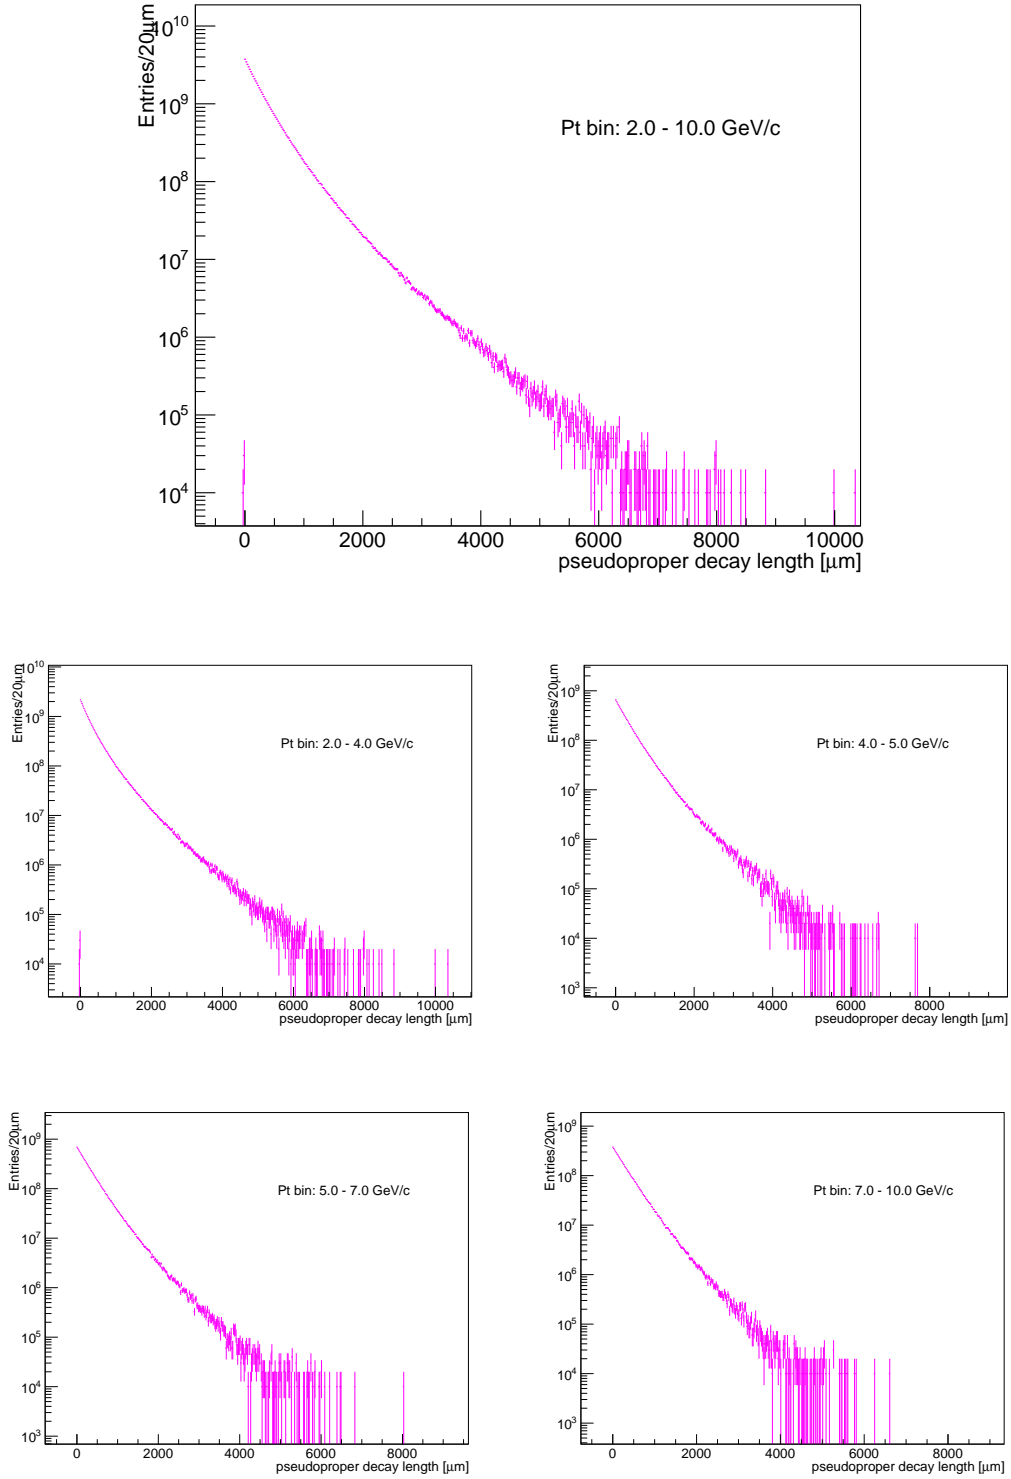 Entries/20μm
10^10
10^9
10^8
10^7
10^6
10^5
10^4
Pt bin: 2.0 - 10.0 GeV/c
0 2000 4000 6000 8000 10000
pseudoproper decay length [μm]
Entries/20μm
10^10
10^9
10^8
10^7
10^6
10^5
10^4
Pt bin: 2.0 - 4.0 GeV/c
0 2000 4000 6000 8000 10000
pseudoproper decay length [μm]
Entries/20μm
10^9
10^8
10^7
10^6
10^5
10^4
10^3
Pt bin: 4.0 - 5.0 GeV/c
0 2000 4000 6000 8000
pseudoproper decay length [μm]
Entries/20μm
10^9
10^8
10^7
10^6
10^5
10^4
10^3
Pt bin: 5.0 - 7.0 GeV/c
0 2000 4000 6000 8000
pseudoproper decay length [μm]
Entries/20μm
10^9
10^8
10^7
10^6
10^5
10^4
10^3
Pt bin: 7.0 - 10.0 GeV/c
0 2000 4000 6000 8000
pseudoproper decay length [μm]